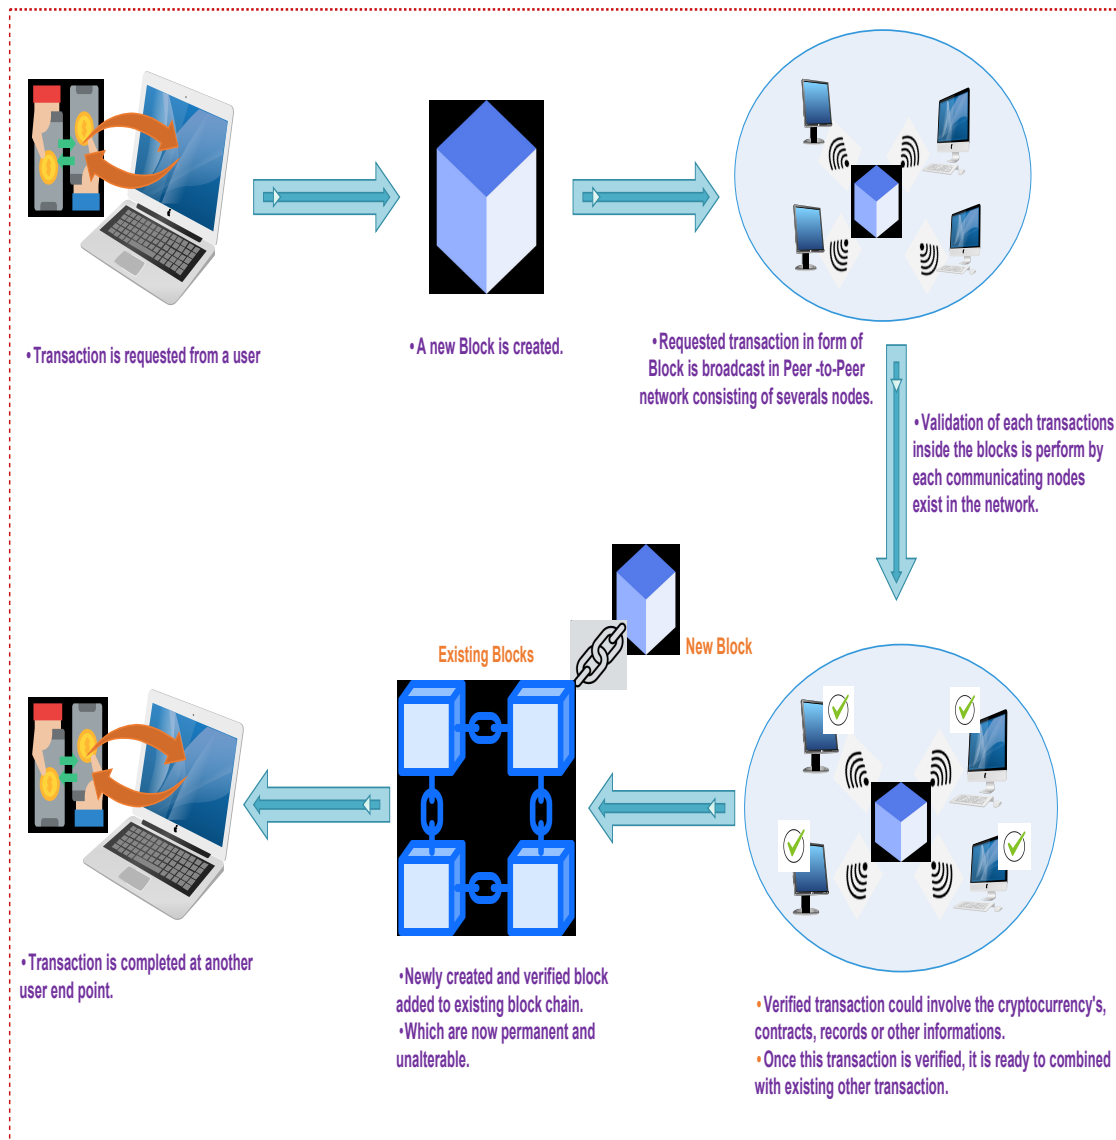 • Transaction is requested from a user
• A new Block is created.
• Requested transaction in form of
Block is broadcast in Peer -to-Peer
network consisting of severals nodes.
• Validation of each transactions
inside the blocks is perform by
each communicating nodes
exist in the network.
Existing Blocks
New Block
• Transaction is completed at another
user end point.
• Newly created and verified block
added to existing block chain.
• Which are now permanent and
unalterable.
• Verified transaction could involve the cryptocurrency's,
contracts, records or other informations.
• Once this transaction is verified, it is ready to combined
with existing other transaction.